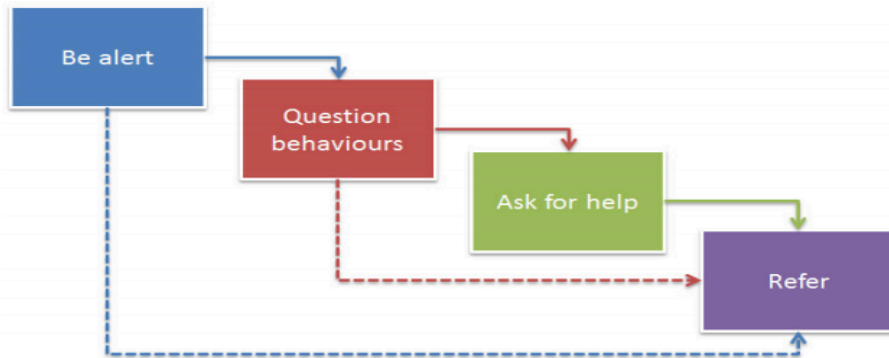 Be alert
Question
behaviours
Ask for help
Refer